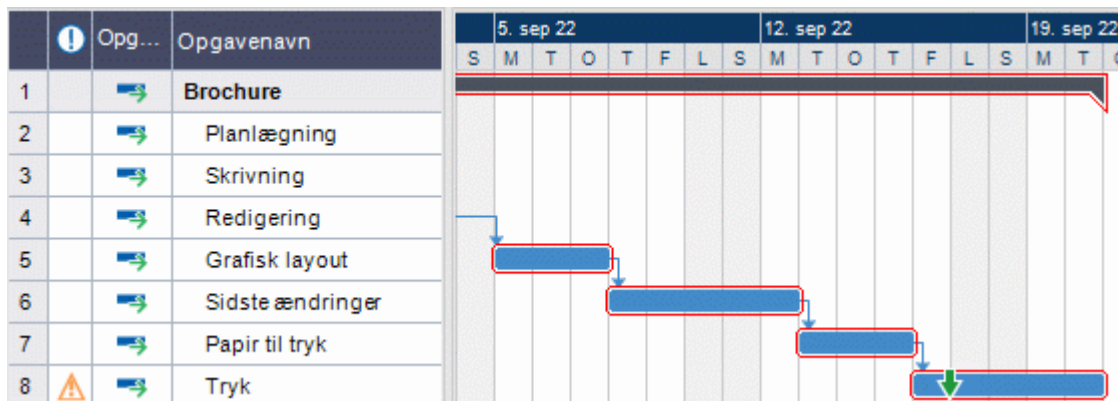 Opg... Opgavenavn 5. sep 22 12. sep 22 19. sep 22
S M T O T F L S M T O T F L S M T
1 Brochure
2 Planlægning
3 Skrivning
4 Redigering
5 Grafisk layout
6 Sidste ændringer
7 Papir til tryk
8 Tryk